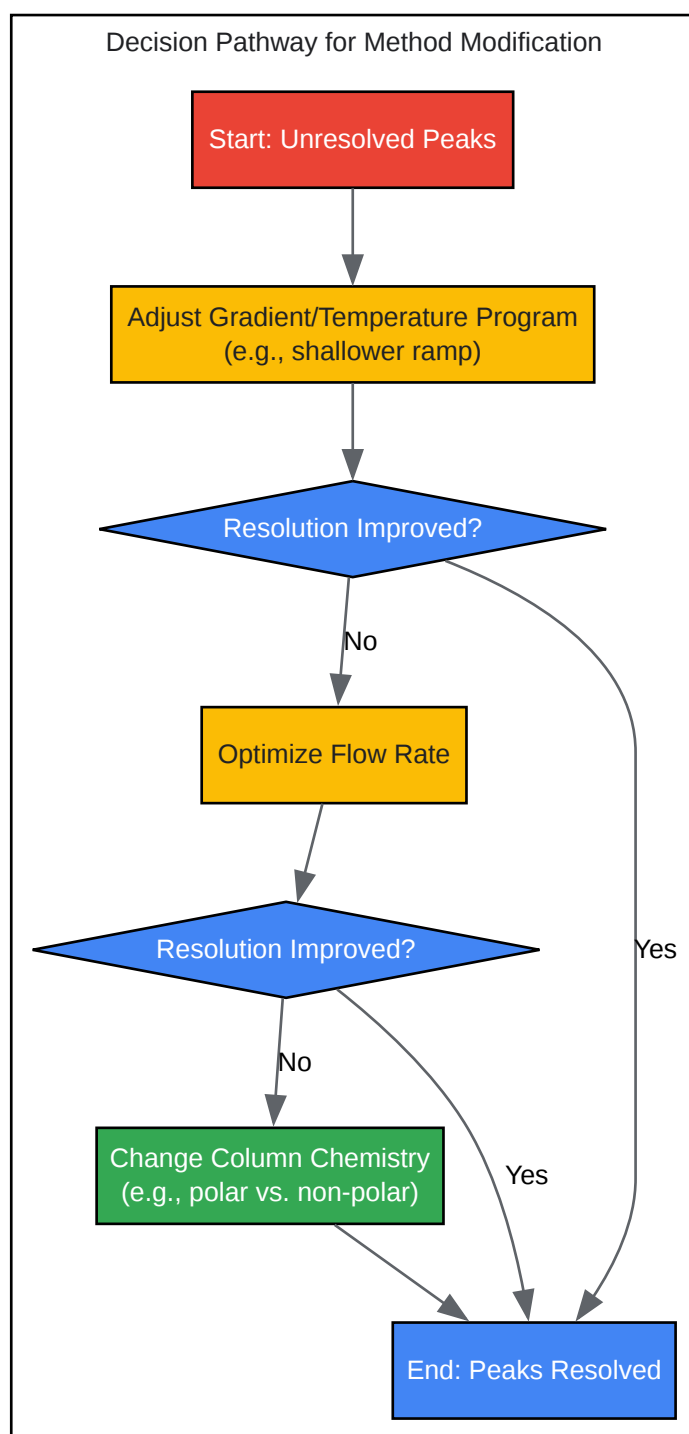 Decision Pathway for Method Modification
Start: Unresolved Peaks
Adjust Gradient/Temperature Program
(e.g., shallower ramp)
Resolution Improved?
No
Optimize Flow Rate
Resolution Improved?
Yes
No
Change Column Chemistry
(e.g., polar vs. non-polar)
Yes
End: Peaks Resolved